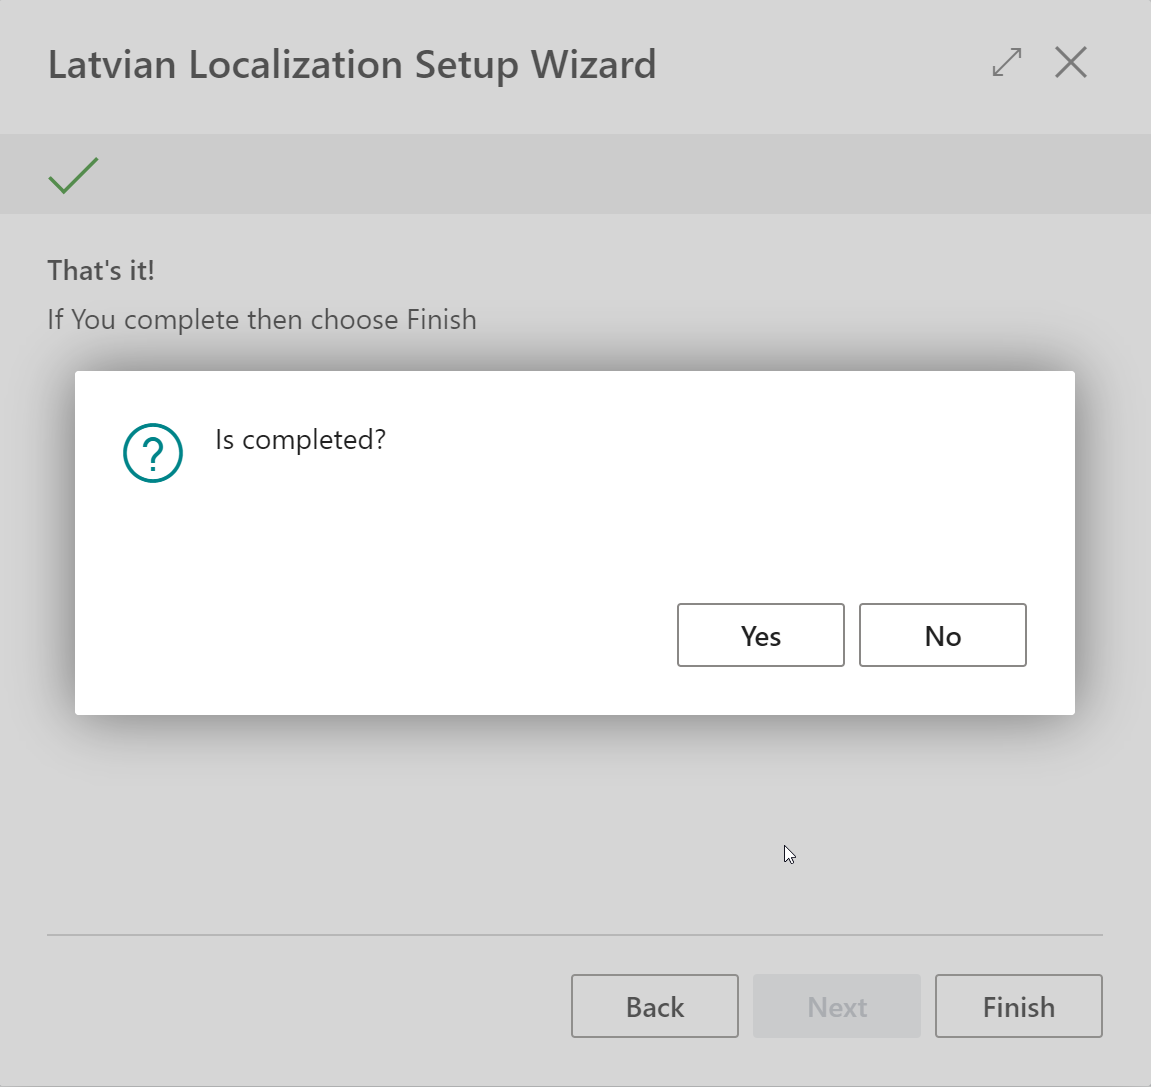 Latvian Localization Setup Wizard
That's it!
If You complete then choose Finish
?
Is completed?
Yes No
Back Next Finish